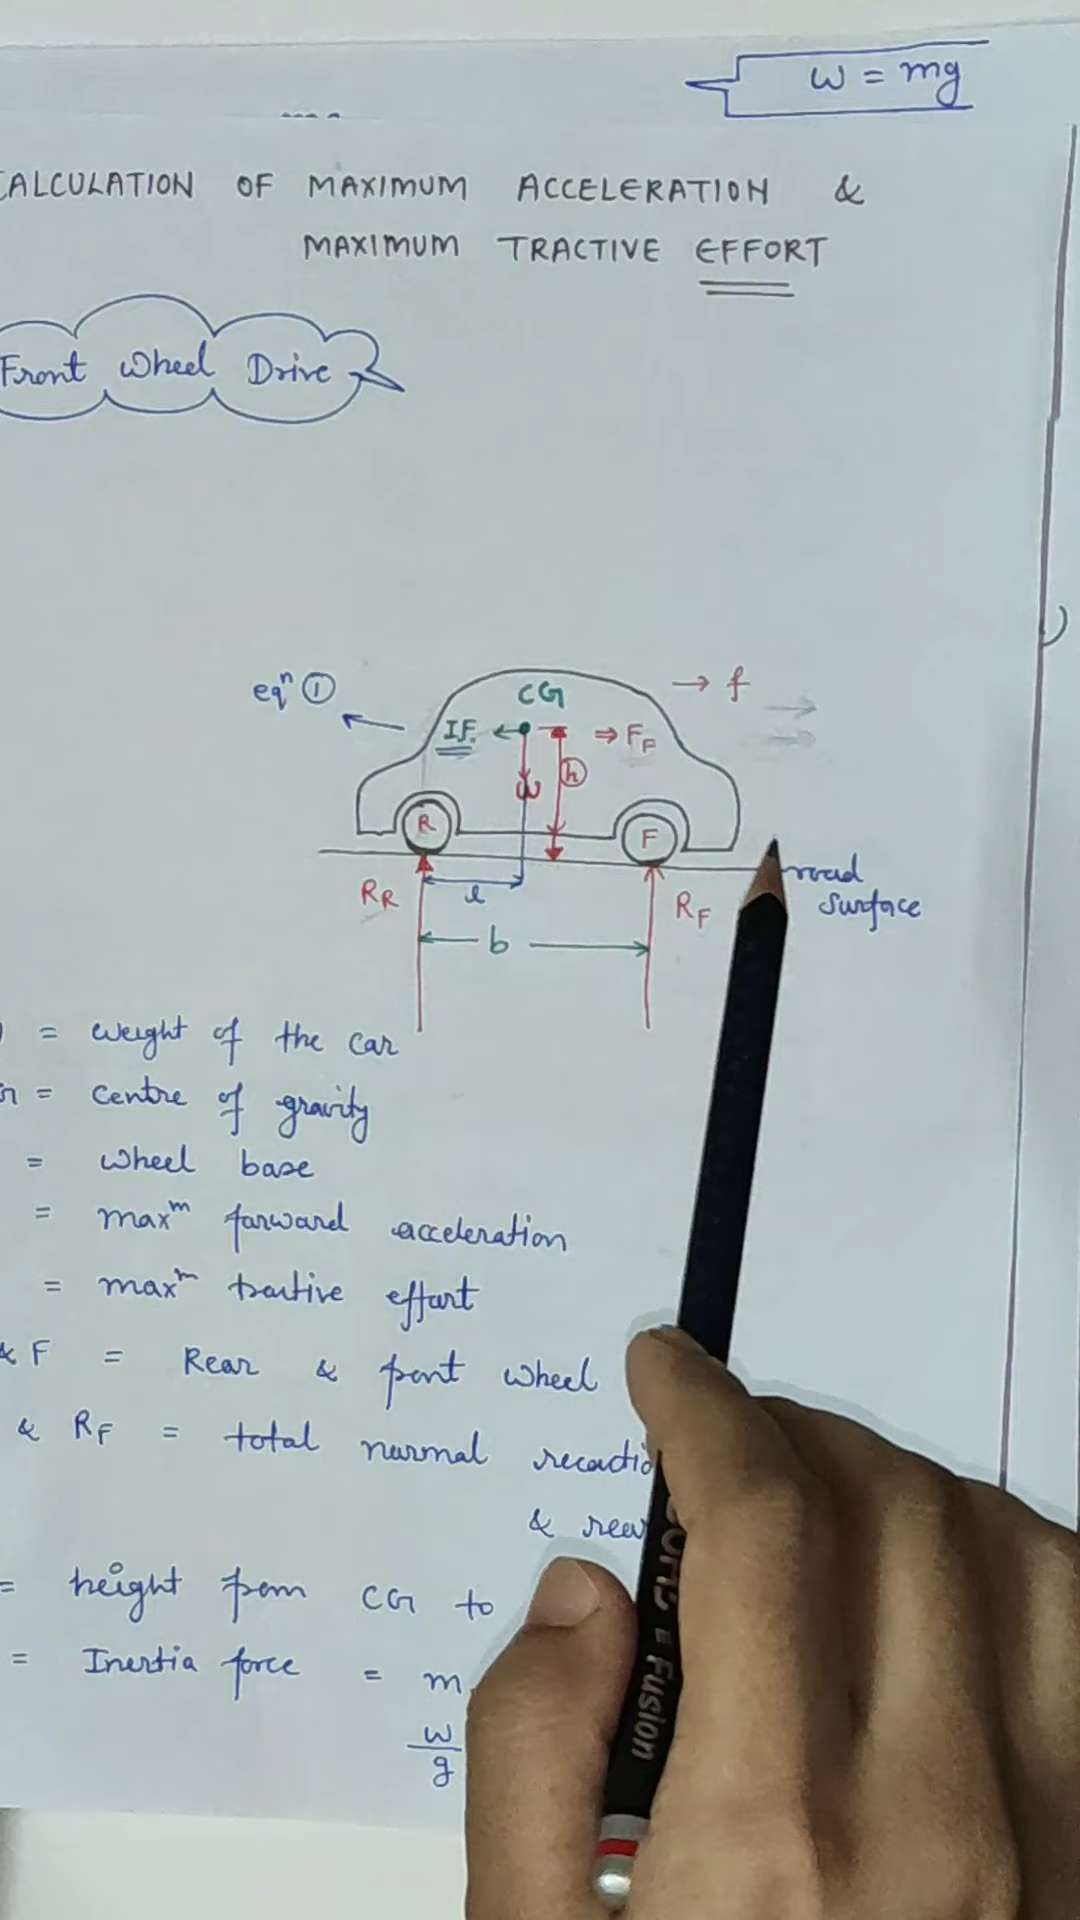 W = mg
CALCULATION OF MAXIMUM ACCELERATION &
MAXIMUM TRACTIVE EFFORT
Front Wheel Drive
eqⁿ ①
CG
→ f
I.F.
⇒ FF
h
W
R
F
road
surface
RR
l
RF
b
= weight of the car
= centre of gravity
= wheel base
= maxᵐ forward acceleration
= maxᵐ tractive effort
& F = Rear & front wheel
& RF = total normal
&
= height from CG to
= Inertia force = m
w
g
Fusion